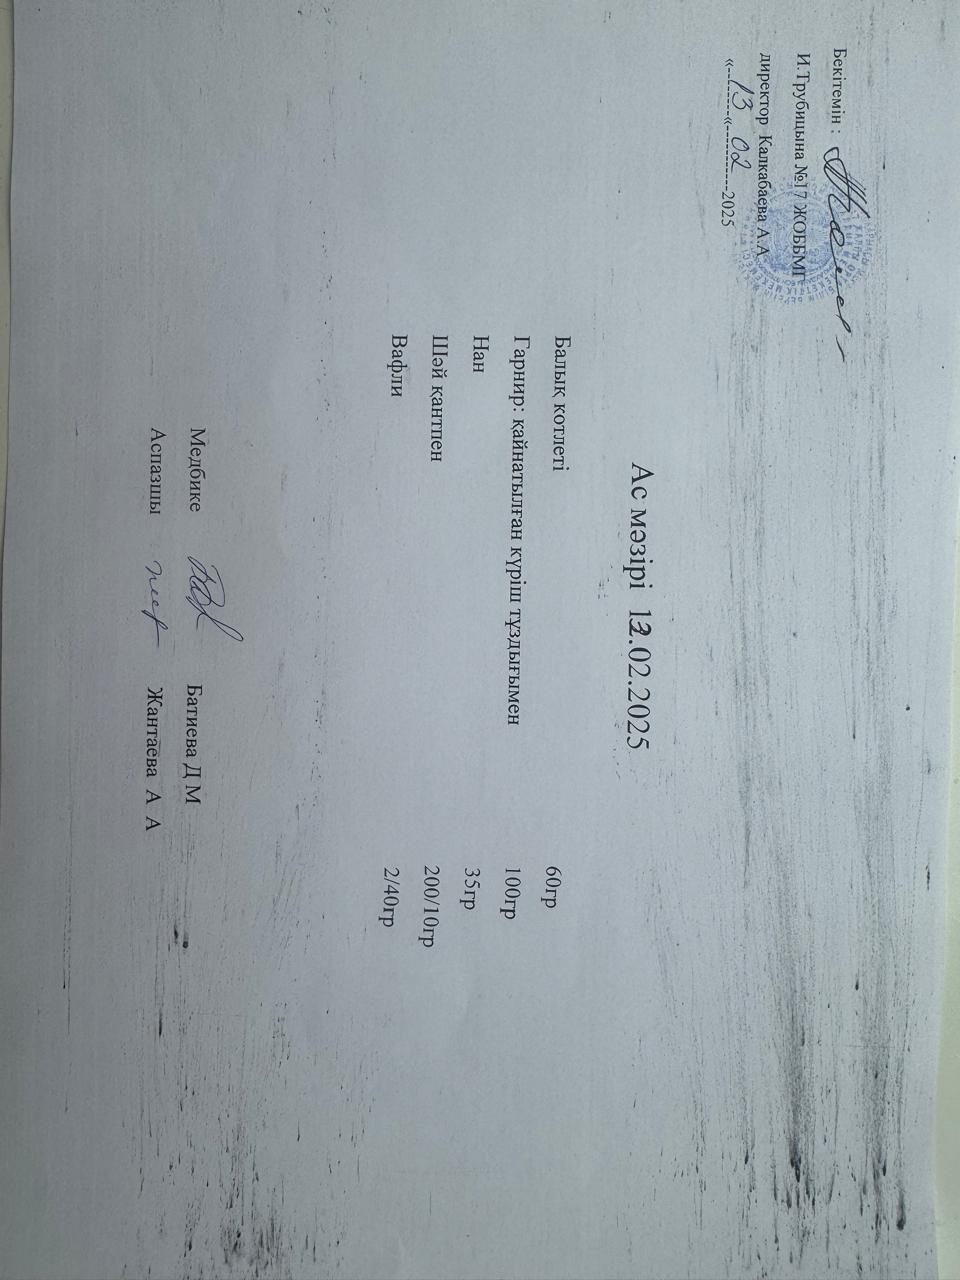 Бекітемін :
И.Трубицына №17 ЖОББМГ
директор Калкабаева А.А
«--13----«--02----2025
Ас мәзірі 13.02.2025
Балық котлеті 60гр
Гарнир: қайнатылған күріш тұздығымен 100гр
Нан 35гр
Шәй қантпен 200/10гр
Вафли 2/40гр
Медбике Батиева Д М
Аспазшы Жантаева А А